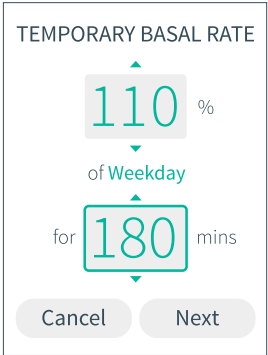 TEMPORARY BASAL RATE
110 %
of Weekday
for 180 mins
Cancel Next